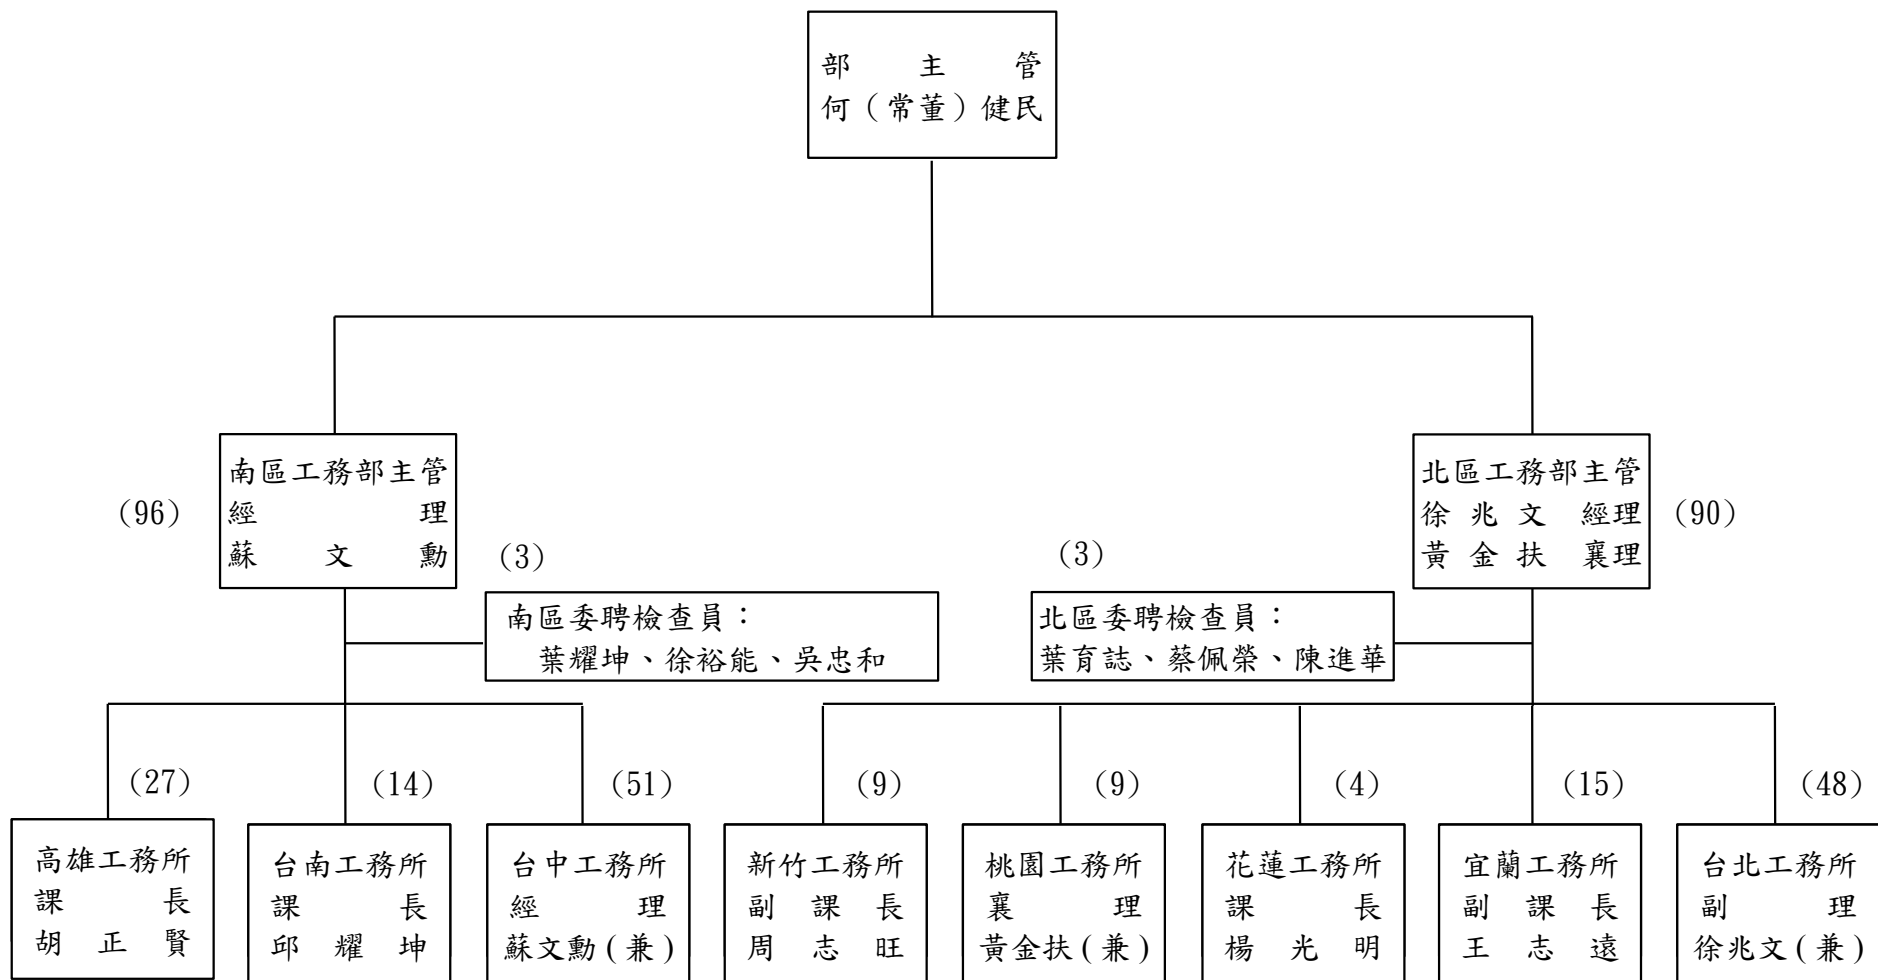 部主管
何（常董）健民
南區工務部主管
經理
蘇文勳
(96)
(3)
南區委聘檢查員：
葉耀坤、徐裕能、吳忠和
北區工務部主管
徐兆文 經理
黃金扶 襄理
(90)
(3)
北區委聘檢查員：
葉育誌、蔡佩榮、陳進華
(27)
高雄工務所
課長
胡正賢
(14)
台南工務所
課長
邱耀坤
(51)
台中工務所
經理
蘇文勳(兼)
(9)
新竹工務所
副課長
周志旺
(9)
桃園工務所
襄理
黃金扶(兼)
(4)
花蓮工務所
課長
楊光明
(15)
宜蘭工務所
副課長
王志遠
(48)
台北工務所
副理
徐兆文(兼)